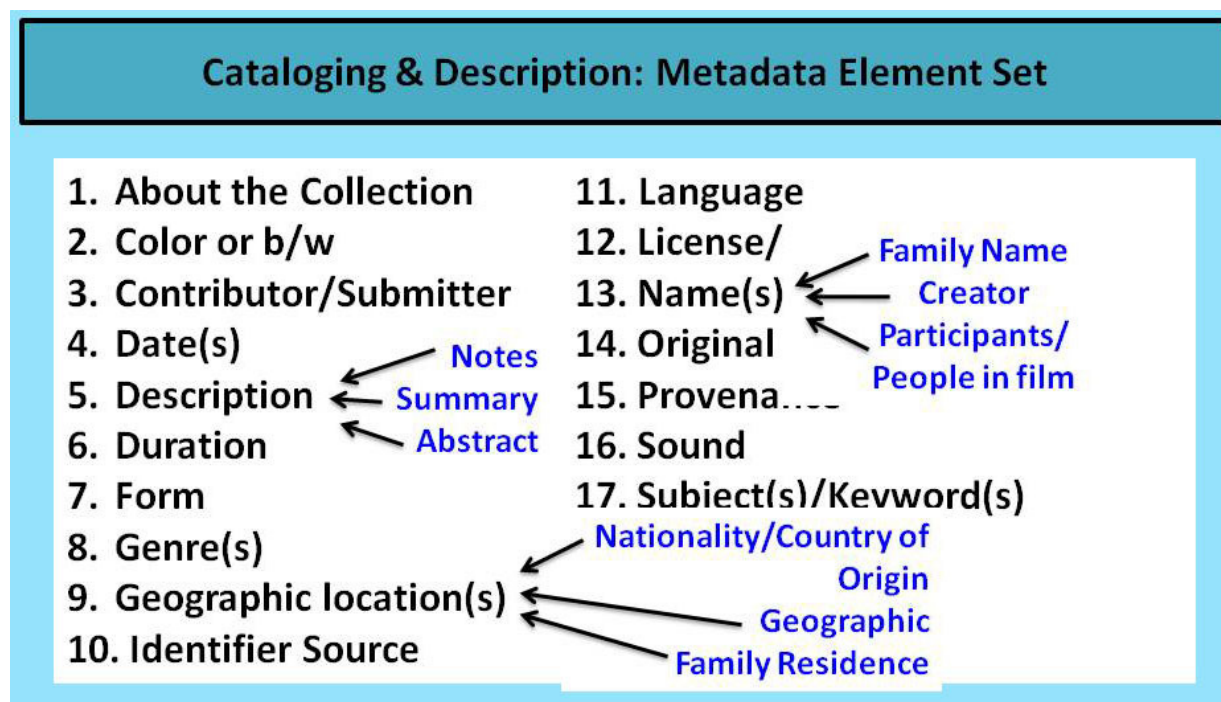 Cataloging & Description: Metadata Element Set
1. About the Collection
2. Color or b/w
3. Contributor/Submitter
4. Date(s)
5. Description
6. Duration
7. Form
8. Genre(s)
9. Geographic location(s)
10. Identifier Source
Notes
Summary
Abstract
11. Language
12. License/
13. Name(s)
14. Original
15. Provenance
16. Sound
17. Subject(s)/Keyword(s)
Family Name
Creator
Participants/
People in film
Nationality/Country of
Origin
Geographic
Family Residence